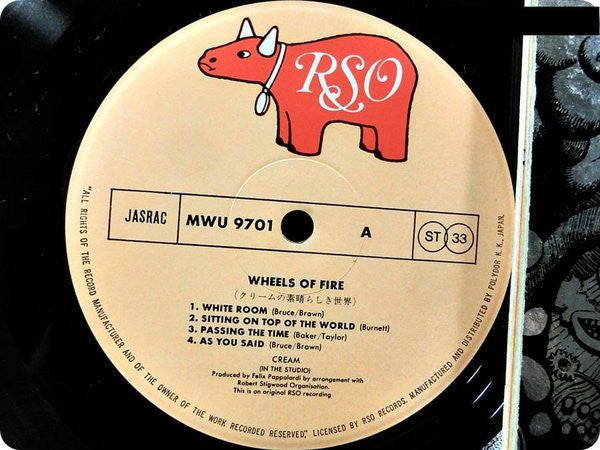 RSO
JASRAC
MWU 9701
A
ST 33
WHEELS OF FIRE
(クリームの素晴らしき世界)
1. WHITE ROOM (Bruce/Brown)
2. SITTING ON TOP OF THE WORLD (Burnett)
3. PASSING THE TIME (Baker/Taylor)
4. AS YOU SAID (Bruce/Brown)
CREAM
(IN THE STUDIO)
Produced by Felix Pappalardi by arrangement with
Robert Stigwood Organisation.
This is an original RSO recording
"ALL RIGHTS OF THE RECORD MANUFACTURER AND OF THE OWNER OF THE WORK RECORDED RESERVED", LICENSED BY RSO RECORDS, MANUFACTURED AND DISTRIBUTED BY POLYDOR K. K., JAPAN.